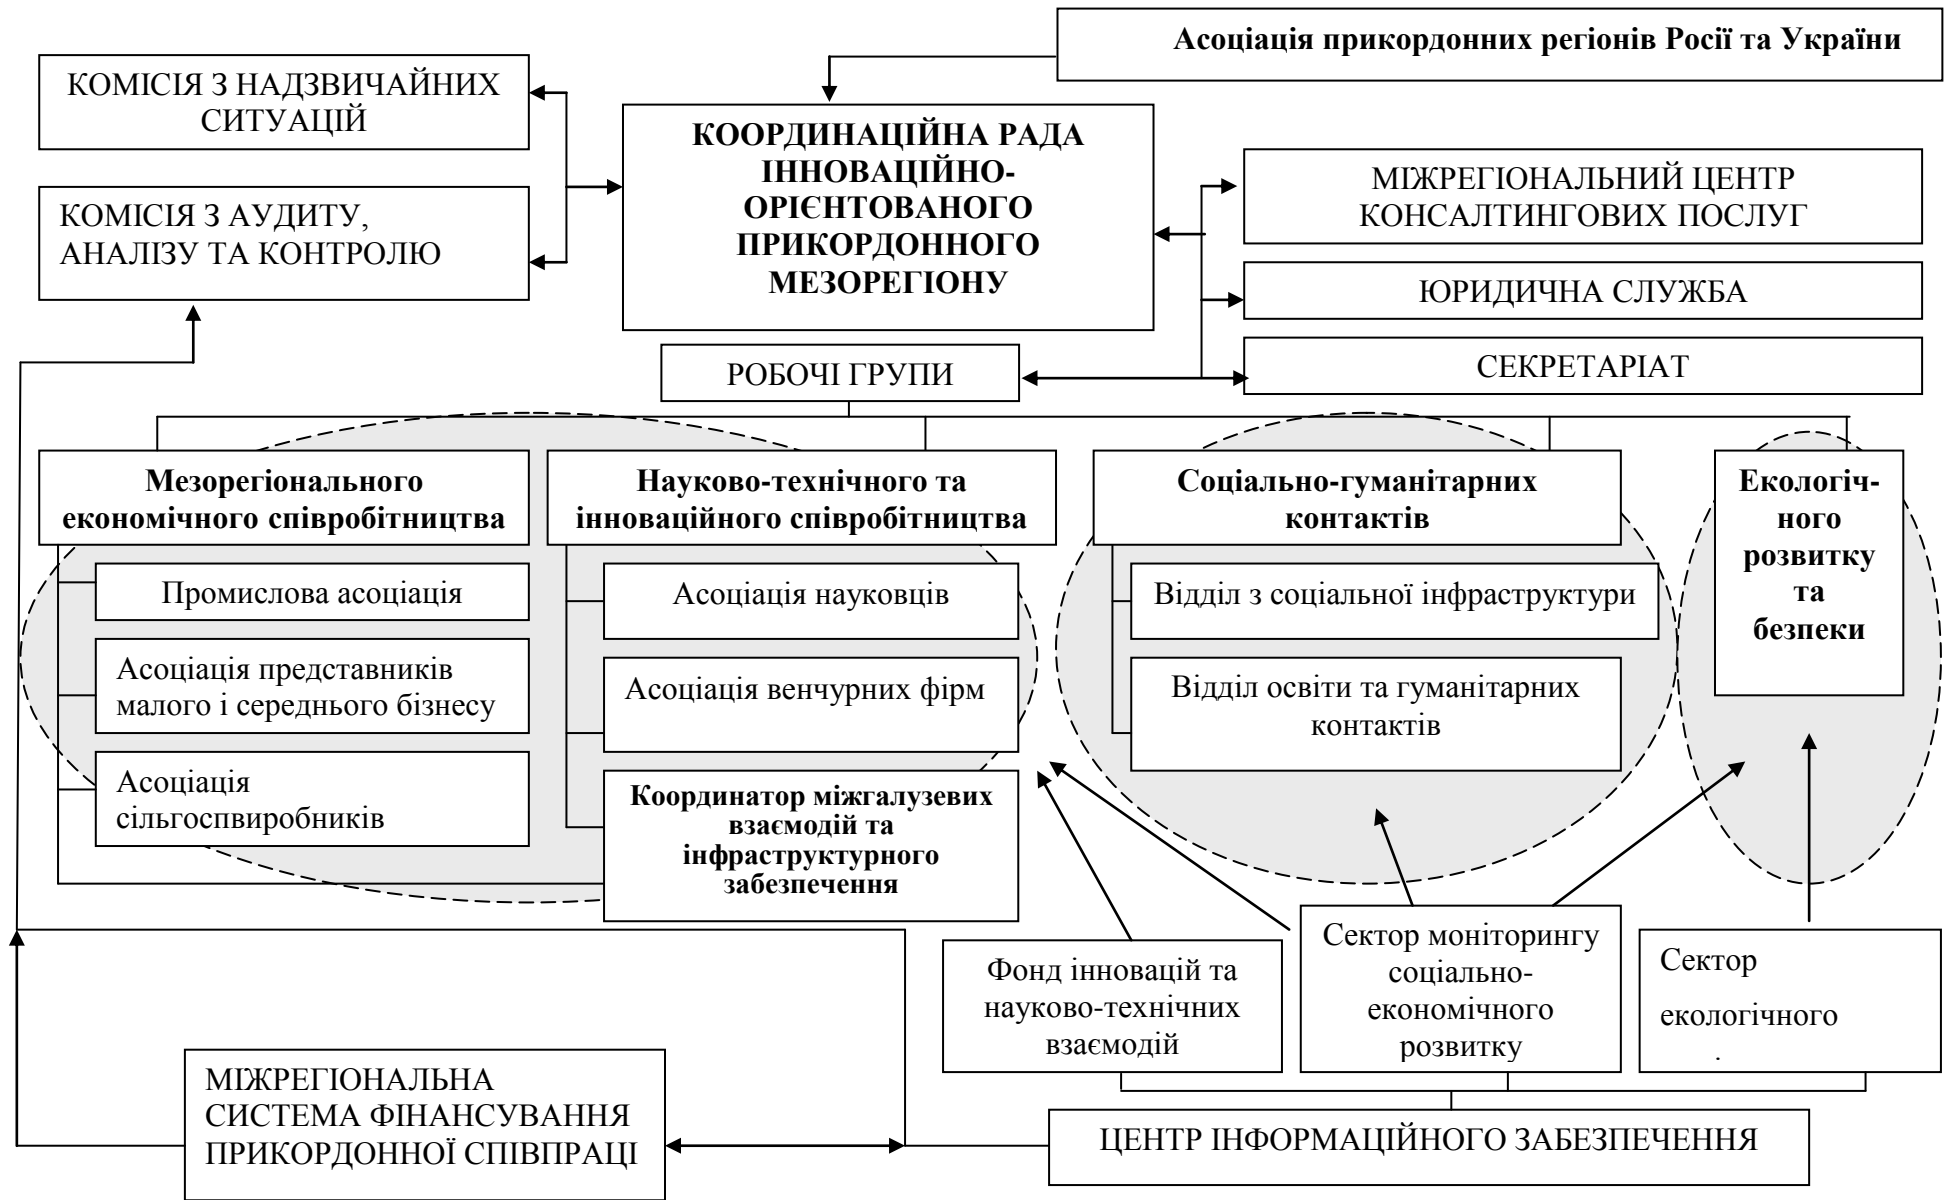 Асоціація прикордонних регіонів Росії та України
КОМІСІЯ З НАДЗВИЧАЙНИХ
СИТУАЦІЙ
КООРДИНАЦІЙНА РАДА
ІННОВАЦІЙНО-
ОРІЄНТОВАНОГО
ПРИКОРДОННОГО
МЕЗОРЕГІОНУ
МІЖРЕГІОНАЛЬНИЙ ЦЕНТР
КОНСАЛТИНГОВИХ ПОСЛУГ
КОМІСІЯ З АУДИТУ,
АНАЛІЗУ ТА КОНТРОЛЮ
ЮРИДИЧНА СЛУЖБА
РОБОЧІ ГРУПИ
СЕКРЕТАРІАТ
Мезорегіонального
економічного співробітництва
Науково-технічного та
інноваційного співробітництва
Соціально-гуманітарних
контактів
Екологіч-
ного
розвитку
та
безпеки
Промислова асоціація
Асоціація представників
малого і середнього бізнесу
Асоціація
сільгоспвиробників
Асоціація науковців
Асоціація венчурних фірм
Координатор міжгалузевих
взаємодій та
інфраструктурного
забезпечення
Відділ з соціальної інфраструктури
Відділ освіти та гуманітарних
контактів
Фонд інновацій та
науково-технічних
взаємодій
Сектор моніторингу
соціально-
економічного
розвитку
Сектор
екологічного
МІЖРЕГІОНАЛЬНА
СИСТЕМА ФІНАНСУВАННЯ
ПРИКОРДОННОЇ СПІВПРАЦІ
ЦЕНТР ІНФОРМАЦІЙНОГО ЗАБЕЗПЕЧЕННЯ